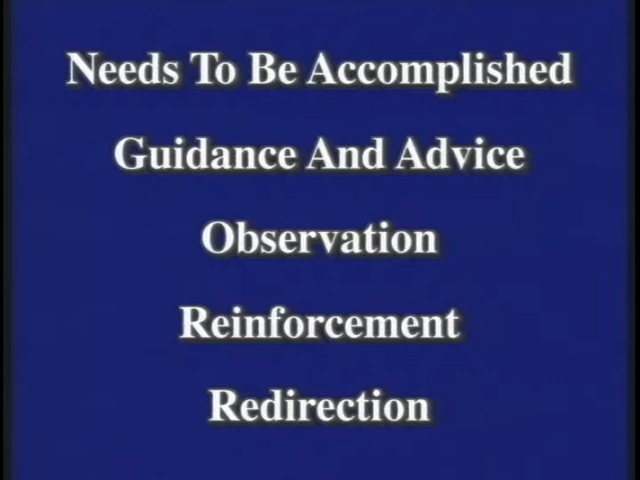 Needs To Be Accomplished
Guidance And Advice
Observation
Reinforcement
Redirection